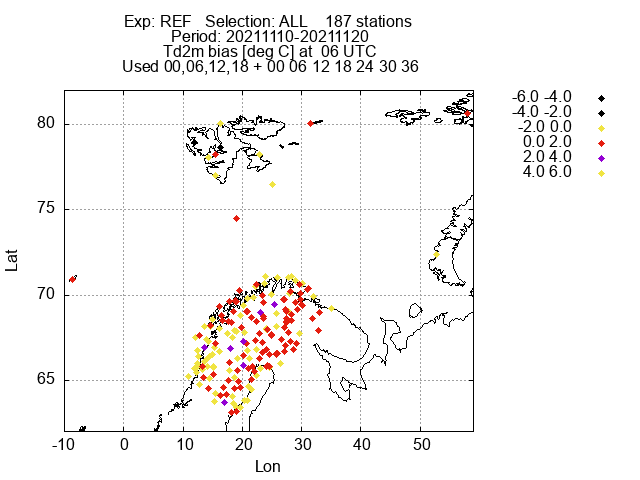 Exp: REF   Selection: ALL    187 stations
Period: 20211110-20211120
Td2m bias [deg C] at  06 UTC
Used 00,06,12,18 + 00 06 12 18 24 30 36
-6.0 -4.0
-4.0 -2.0
-2.0 0.0
0.0 2.0
2.0 4.0
4.0 6.0
80
75
70
65
Lat
-10 0 10 20 30 40 50
Lon